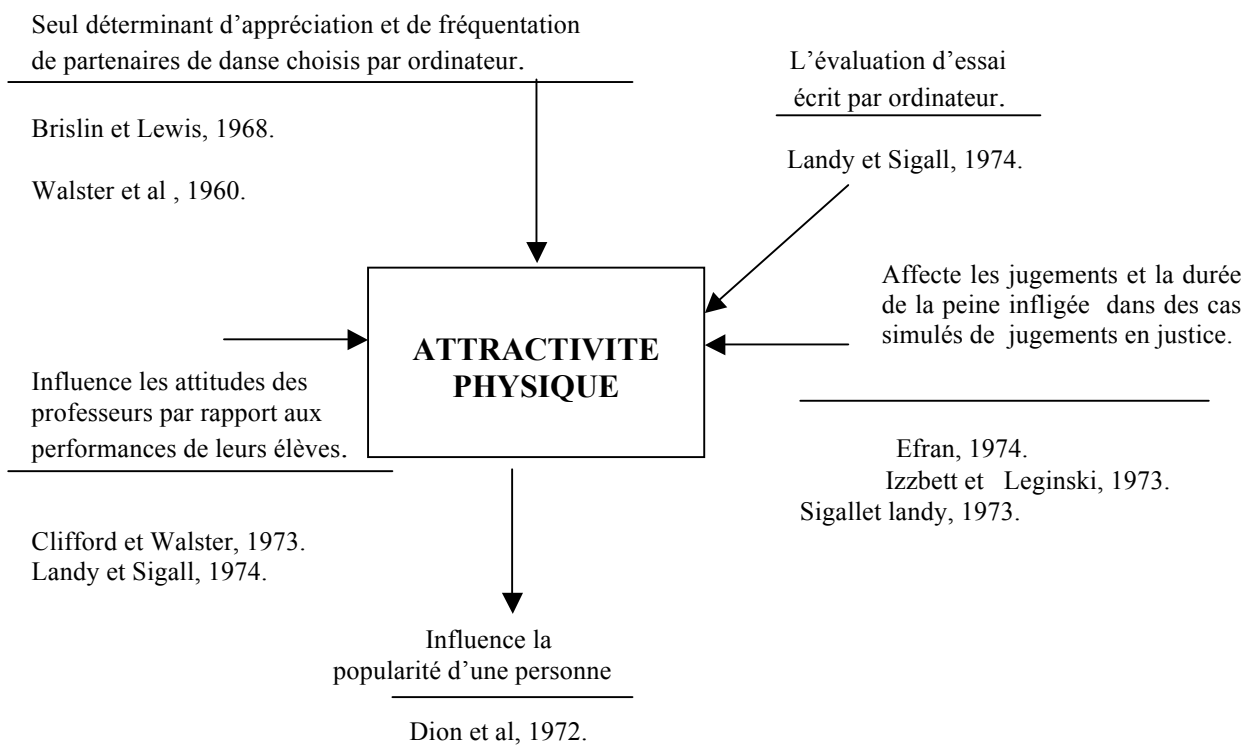 Seul déterminant d’appréciation et de fréquentation
de partenaires de danse choisis par ordinateur.
Brislin et Lewis, 1968.
Walster et al , 1960.
L’évaluation d’essai
écrit par ordinateur.
Landy et Sigall, 1974.
ATTRACTIVITE
PHYSIQUE
Affecte les jugements et la durée
de la peine infligée dans des cas
simulés de jugements en justice.
Efran, 1974.
Izzbett et Leginski, 1973.
Sigallet landy, 1973.
Influence les attitudes des
professeurs par rapport aux
performances de leurs élèves.
Clifford et Walster, 1973.
Landy et Sigall, 1974.
Influence la
popularité d’une personne
Dion et al, 1972.